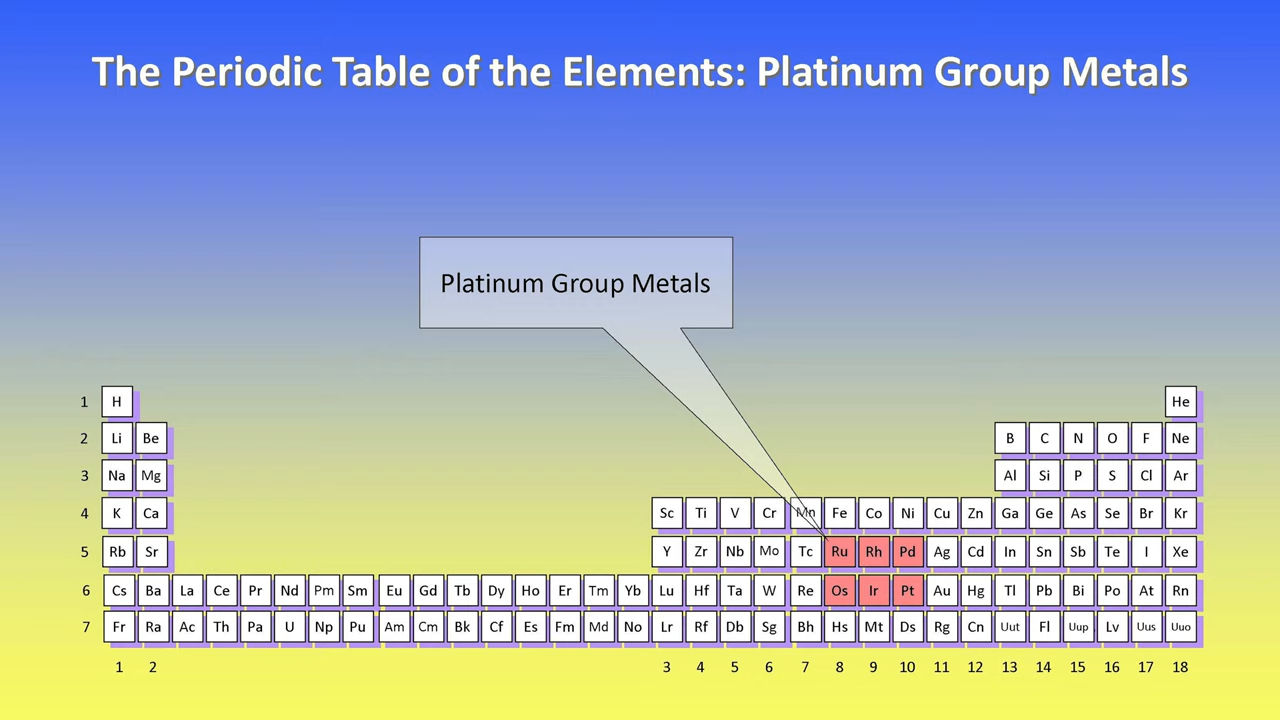 The Periodic Table of the Elements: Platinum Group Metals
Platinum Group Metals
1 H He
2 Li Be B C N O F Ne
3 Na Mg Al Si P S Cl Ar
4 K Ca Sc Ti V Cr Mn Fe Co Ni Cu Zn Ga Ge As Se Br Kr
5 Rb Sr Y Zr Nb Mo Tc Ru Rh Pd Ag Cd In Sn Sb Te I Xe
6 Cs Ba La Ce Pr Nd Pm Sm Eu Gd Tb Dy Ho Er Tm Yb Lu Hf Ta W Re Os Ir Pt Au Hg Tl Pb Bi Po At Rn
7 Fr Ra Ac Th Pa U Np Pu Am Cm Bk Cf Es Fm Md No Lr Rf Db Sg Bh Hs Mt Ds Rg Cn Uut Fl Uup Lv Uus Uuo
1 2 3 4 5 6 7 8 9 10 11 12 13 14 15 16 17 18